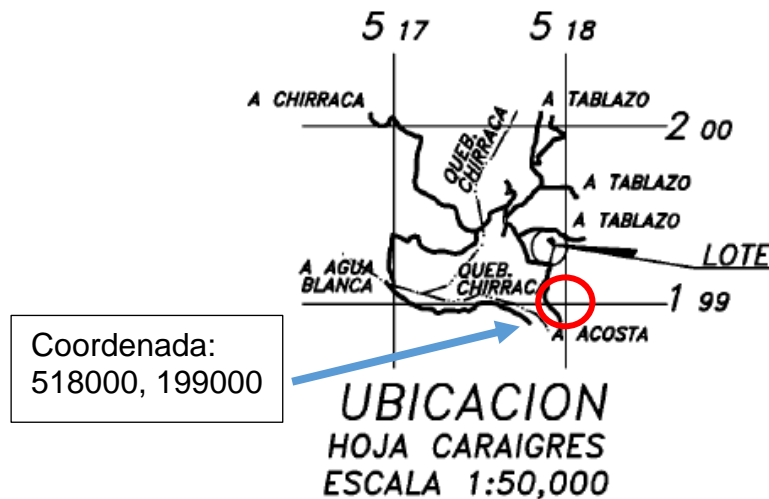 5 17
5 18
A CHIRRACA
A TABLAZO
2 00
QUEB.
CHIRRACA
A TABLAZO
A TABLAZO
LOTE
A AGUA
BLANCA
QUEB.
CHIRRAC
1 99
A ACOSTA
Coordenada:
518000, 199000
UBICACION
HOJA CARAIGRES
ESCALA 1:50,000